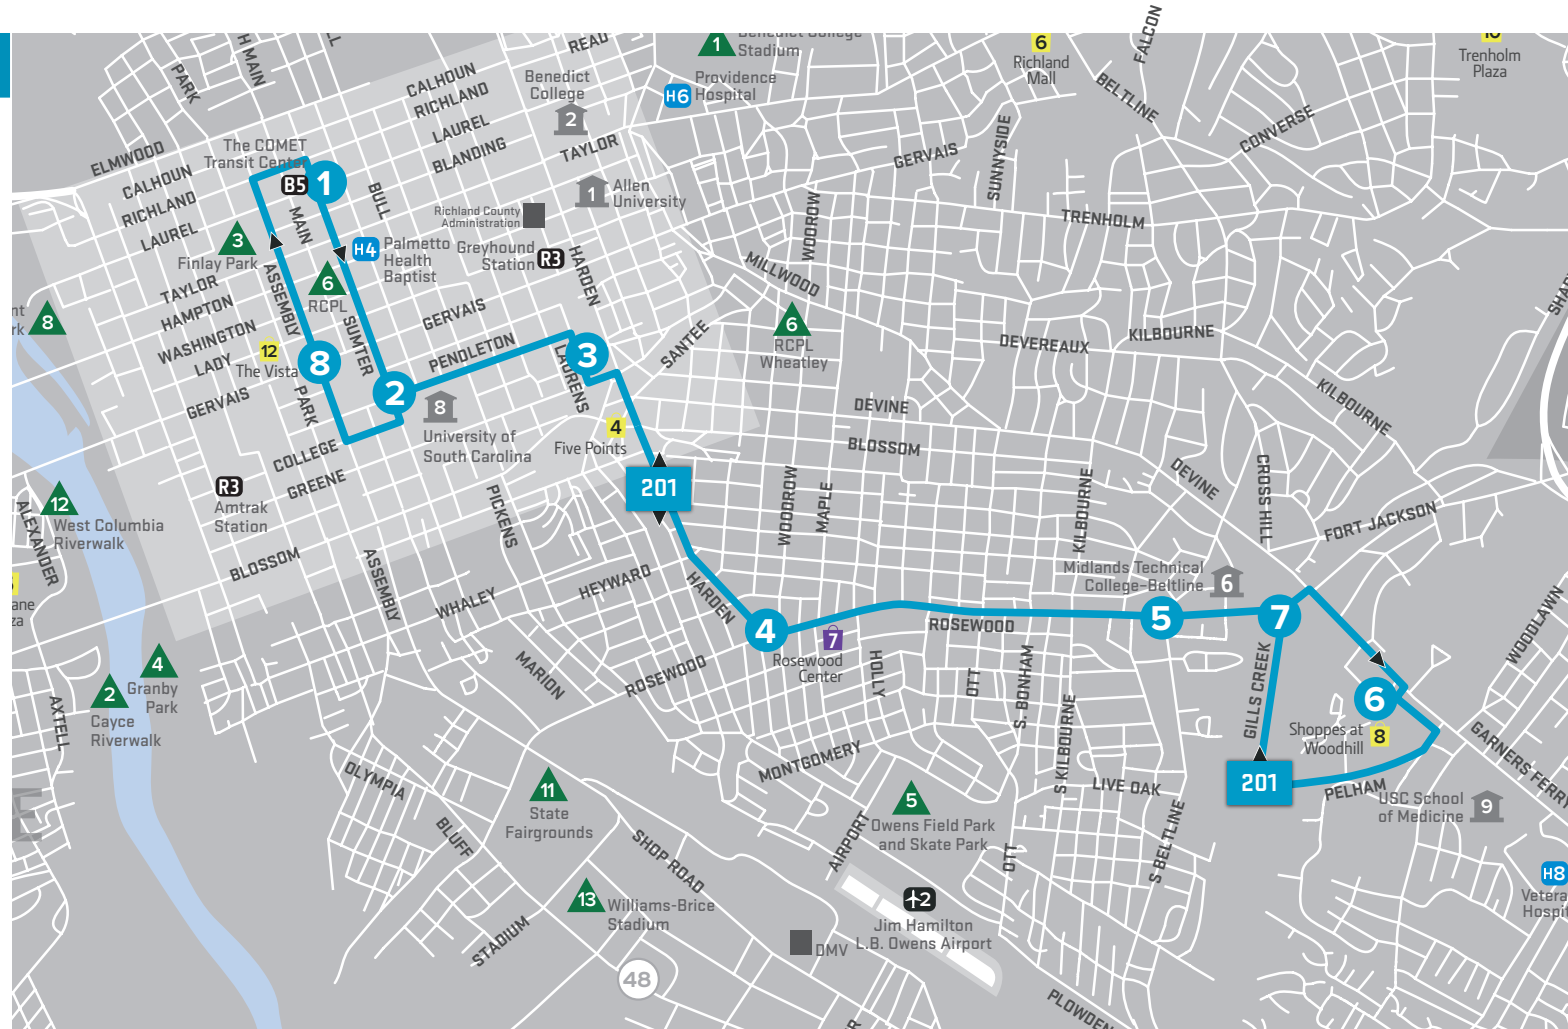 FALCON
READ
Stadium
1
6
Richland
Mall
Trenholm
Plaza
H MAIN
PARK
CALHOUN
RICHLAND
Benedict
College
2
Providence
Hospital
H6
BELTLINE
CONVERSE
LAUREL
BLANDING
TAYLOR
GERVAIS
SUNNYSIDE
ELMWOOD
The COMET
Transit Center
B5
1
CALHOUN
RICHLAND
LAUREL
BULL
MAIN
1
Allen
University
Richland County
Administration
WOODROW
TRENHOLM
3
Finlay Park
H4
Palmetto
Health
Baptist
Greyhound
Station
R3
HARDEN
MILLWOOD
TAYLOR
HAMPTON
WASHINGTON
LADY
GERVAIS
ASSEMBLY
6
RCPL
SUMTER
GERVAIS
PENDLETON
LAURENS
3
SANTEE
6
RCPL
Wheatley
DEVEREAUX
KILBOURNE
KILBOURNE
8
12
The Vista
8
PARK
2
8
University of
South Carolina
4
Five Points
DEVINE
BLOSSOM
COLLEGE
GREENE
R3
Amtrak
Station
PICKENS
201
WOODROW
MAPLE
KILBOURNE
DEVINE
CROSS HILL
FORT JACKSON
12
West Columbia
Riverwalk
ALEXANDER
BLOSSOM
ASSEMBLY
WHALEY
HEYWARD
HARDEN
Midlands Technical
College-Beltline
6
4
5
7
ROSEWOOD
7
Rosewood
Center
WOODLAWN
4
Granby
Park
2
Cayce
Riverwalk
AXTELL
MARION
ROSEWOOD
HOLLY
OTT
S. BONHAM
S KILBOURNE
GILLS CREEK
6
Shoppes at
Woodhill
8
GARNERS FERRY
OLYMPIA
11
State
Fairgrounds
MONTGOMERY
5
Owens Field Park
and Skate Park
LIVE OAK
201
PELHAM
USC School
of Medicine
9
BLUFF
SHOP ROAD
AIRPORT
OTT
S BELTLINE
H8
13
Williams-Brice
Stadium
2
Jim Hamilton
L.B. Owens Airport
STADIUM
DMV
48
PLOWDEN